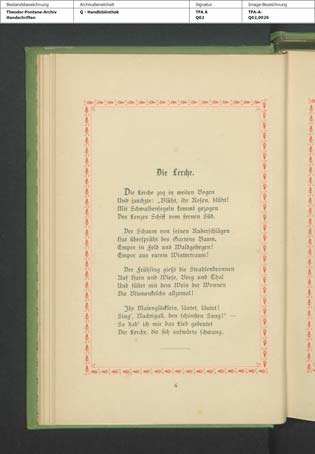 Bestandsbezeichnung Archivalieneinheit Signatur Image-Bezeichnung
Theodor-Fontane-Archiv Q - Handbibliothek TFA A TFA-A-
Handschriften Q62 Q62,0026
Die Lerche.
Die Lerche zog in weiten Bogen
Und jauchzte: „Blüht, ihr Rosen, blüht!
Mit Schwalbensegeln kommt gezogen
Des Lenzes Schiff vom fernen Süd.
Der Schaum von seinen Ruderschlägen
Hat übersprüht des Gartens Baum.
Empor in Feld und Waldgehegen!
Empor aus eurem Wintertraum!
Der Frühling gießt die Strahlenbronnen
Auf Hain und Wiese, Berg und Thal
Und füllet mit dem Wein der Wonnen
Die Blumenkelche allzumal!
Ihr Maienglöcklein, läutet, läutet!
Sing', Nachtigall, den schönsten Sang!" —
So hab' ich mir das Lied gedeutet
Der Lerche, die sich aufwärts schwang.
6